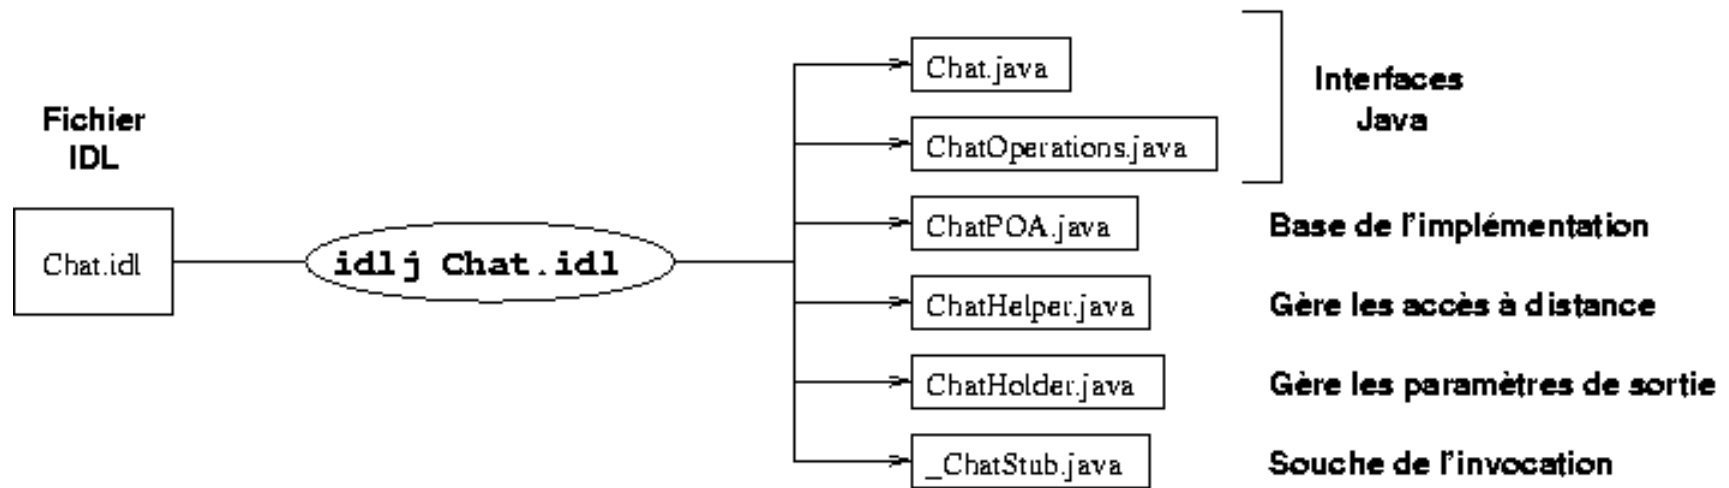 Fichier
IDL
Chat.idl
idlj Chat.idl
Chat.java
ChatOperations.java
Interfaces
Java
ChatPOA.java
Base de l'implémentation
ChatHelper.java
Gère les accès à distance
ChatHolder.java
Gère les paramètres de sortie
_ChatStub.java
Souche de l'invocation